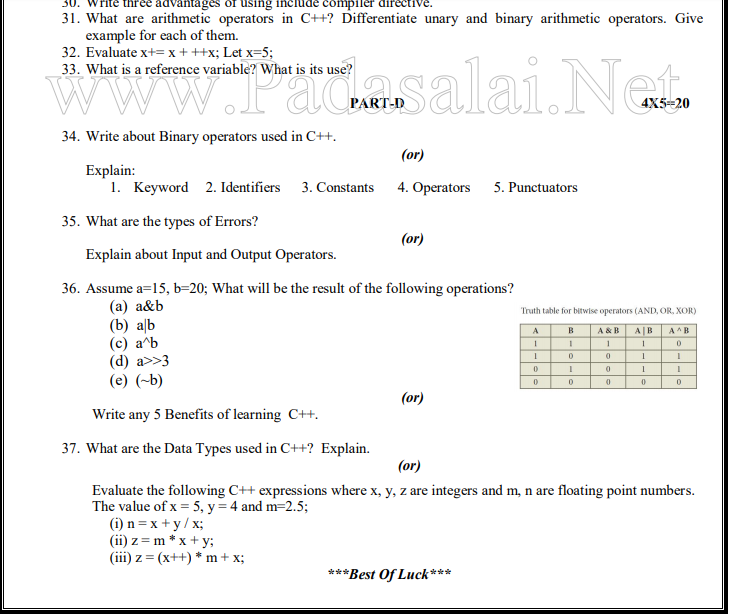 30. Write three advantages of using include compiler directive.
31. What are arithmetic operators in C++? Differentiate unary and binary arithmetic operators. Give
example for each of them.
32. Evaluate x+= x + ++x; Let x=5;
33. What is a reference variable? What is its use?
www.Padasalai.Net
PART-D 4X5=20
34. Write about Binary operators used in C++.
(or)
Explain:
1. Keyword 2. Identifiers 3. Constants 4. Operators 5. Punctuators
35. What are the types of Errors?
(or)
Explain about Input and Output Operators.
36. Assume a=15, b=20; What will be the result of the following operations?
(a) a&b
(b) a|b
(c) a^b
(d) a>>3
(e) (~b)
Truth table for bitwise operators (AND, OR, XOR)
A B A & B A | B A ^ B
1 1 1 1 0
1 0 0 1 1
0 1 0 1 1
0 0 0 0 0
(or)
Write any 5 Benefits of learning C++.
37. What are the Data Types used in C++? Explain.
(or)
Evaluate the following C++ expressions where x, y, z are integers and m, n are floating point numbers.
The value of x = 5, y = 4 and m=2.5;
(i) n = x + y / x;
(ii) z = m * x + y;
(iii) z = (x++) * m + x;
***Best Of Luck***